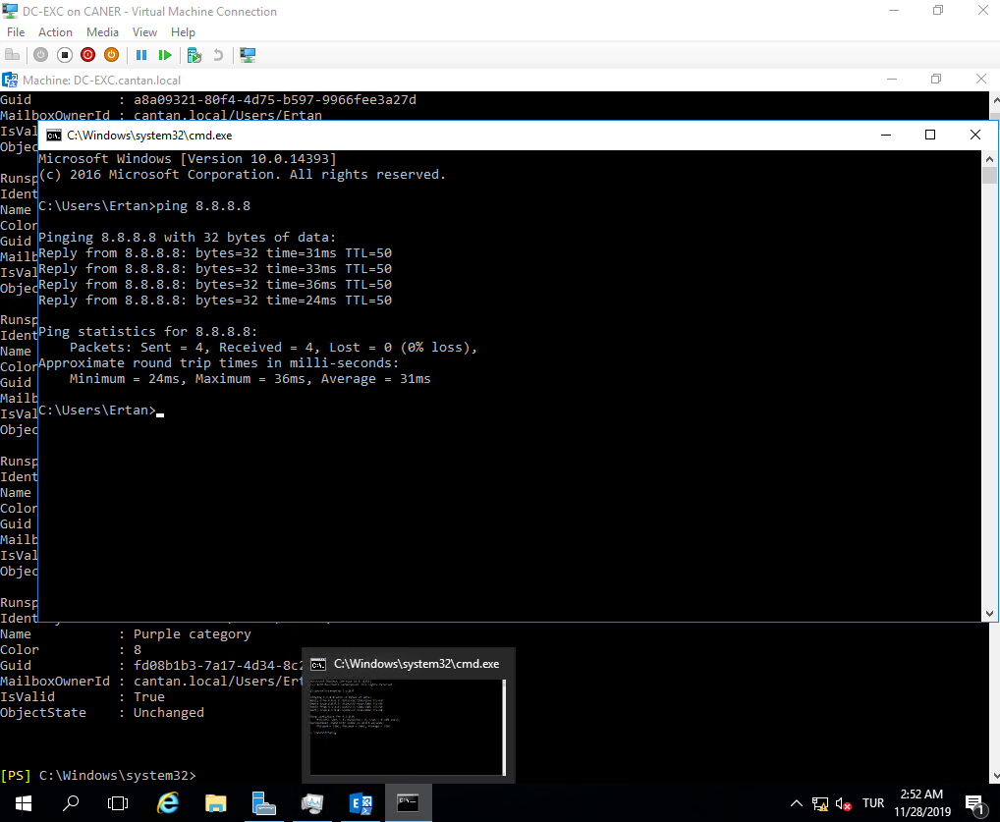 DC-EXC on CANER - Virtual Machine Connection
File Action Media View Help
Machine: DC-EXC.cantan.local
Guid : a8a09321-80f4-4d75-b597-9966fee3a27d
MailboxOwnerId : cantan.local/Users/Ertan
IsVal
Objec
C:\Windows\system32\cmd.exe
Microsoft Windows [Version 10.0.14393]
(c) 2016 Microsoft Corporation. All rights reserved.
C:\Users\Ertan>ping 8.8.8.8
Pinging 8.8.8.8 with 32 bytes of data:
Reply from 8.8.8.8: bytes=32 time=31ms TTL=50
Reply from 8.8.8.8: bytes=32 time=33ms TTL=50
Reply from 8.8.8.8: bytes=32 time=36ms TTL=50
Reply from 8.8.8.8: bytes=32 time=24ms TTL=50
Ping statistics for 8.8.8.8:
Packets: Sent = 4, Received = 4, Lost = 0 (0% loss),
Approximate round trip times in milli-seconds:
Minimum = 24ms, Maximum = 36ms, Average = 31ms
C:\Users\Ertan>
Runsp
Ident
Name
Color
Guid
Mailb
IsVal
Objec
Runsp
Ident
Name
Color
Guid
Mailb
IsVal
Objec
Runsp
Ident
Name
Color
Guid
Mailb
IsVal
Objec
Runsp
Ident
Name : Purple category
Color : 8
Guid : fd08b1b3-7a17-4d34-8c2
MailboxOwnerId : cantan.local/Users/Ert
IsValid : True
ObjectState : Unchanged
C:\Windows\system32\cmd.exe
[PS] C:\Windows\system32>
TUR
2:52 AM
11/28/2019
1